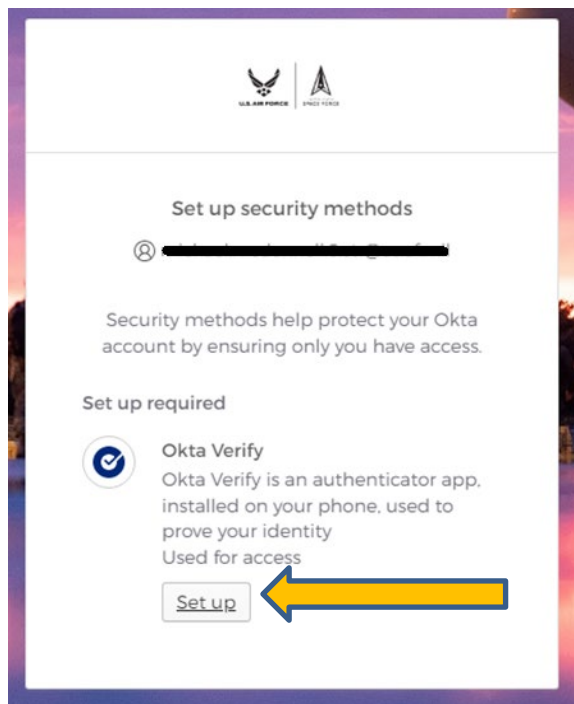 U.S. AIR FORCE
SPACE FORCE
Set up security methods
Security methods help protect your Okta
account by ensuring only you have access.
Set up required
Okta Verify
Okta Verify is an authenticator app,
installed on your phone, used to
prove your identity
Used for access
Set up